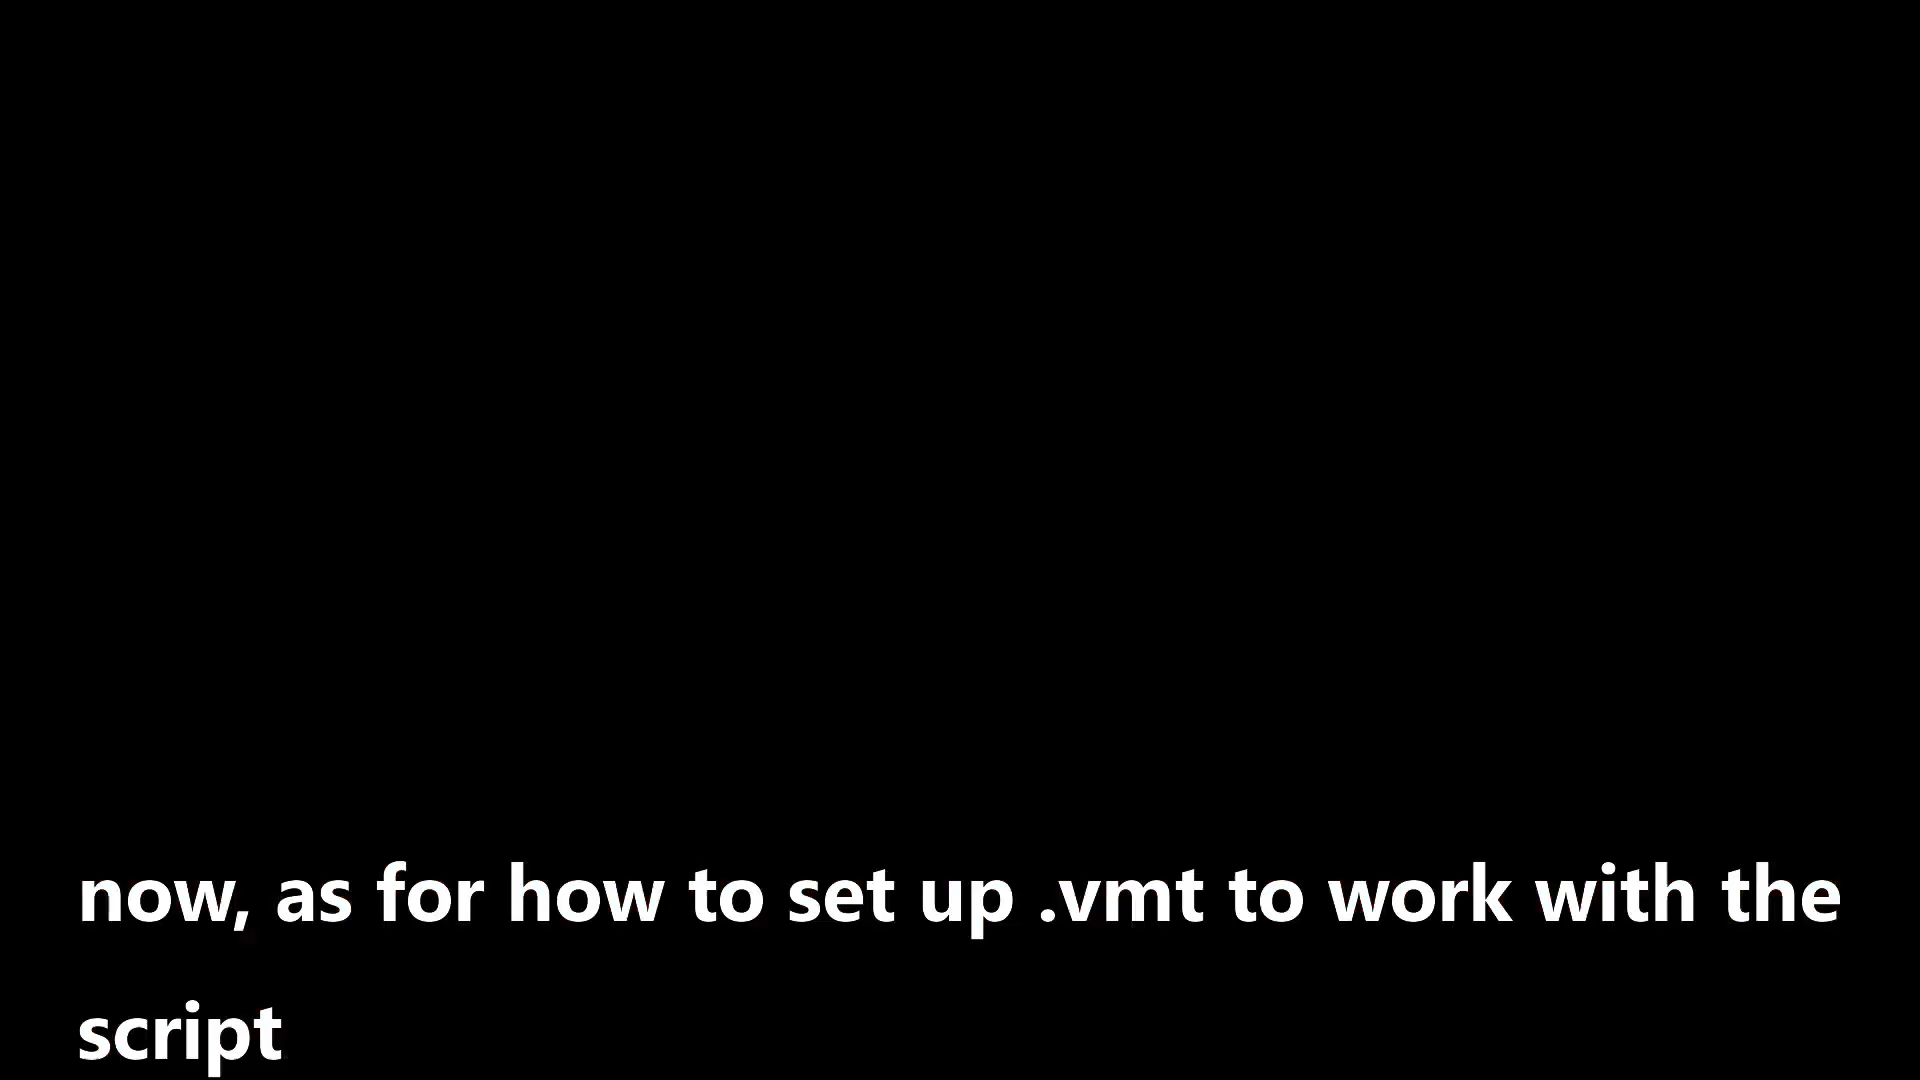 now, as for how to set up .vmt to work with the
script